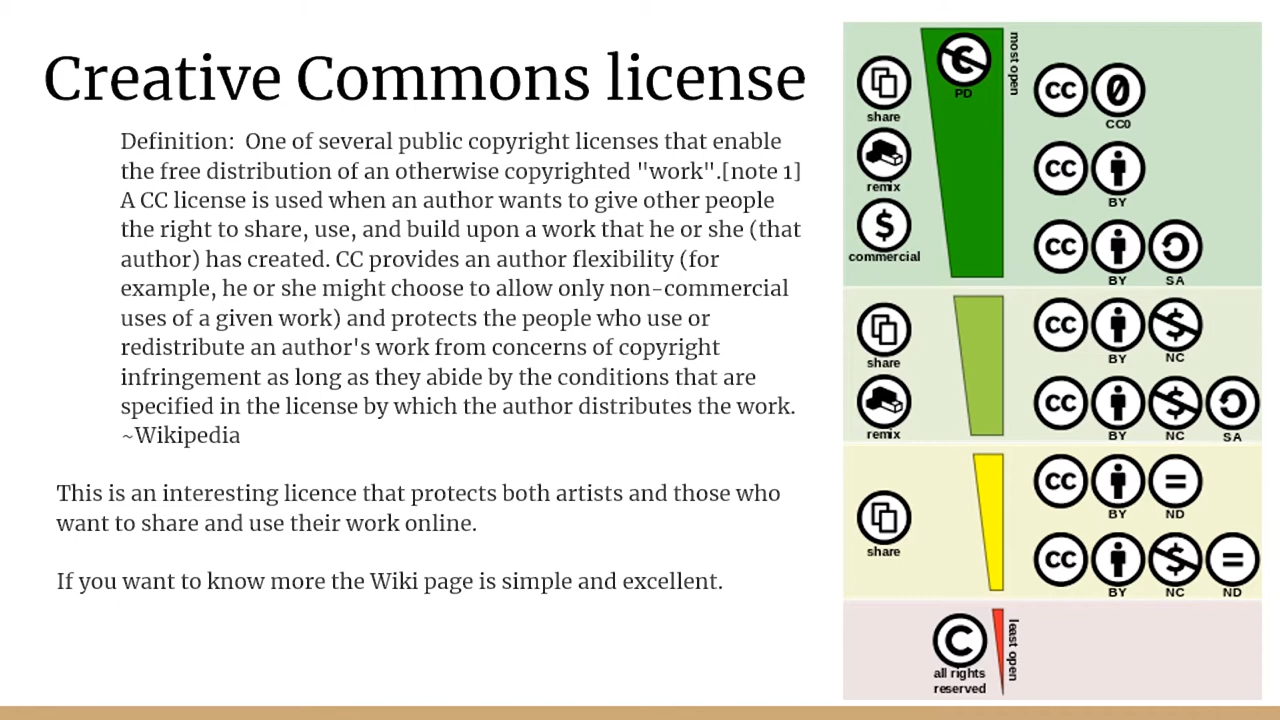 Creative Commons license
Definition:  One of several public copyright licenses that enable
the free distribution of an otherwise copyrighted "work".[note 1]
A CC license is used when an author wants to give other people
the right to share, use, and build upon a work that he or she (that
author) has created. CC provides an author flexibility (for
example, he or she might choose to allow only non-commercial
uses of a given work) and protects the people who use or
redistribute an author's work from concerns of copyright
infringement as long as they abide by the conditions that are
specified in the license by which the author distributes the work.
~Wikipedia
This is an interesting licence that protects both artists and those who
want to share and use their work online.
If you want to know more the Wiki page is simple and excellent.
share
remix
$
commercial
C
PD
most open
CC 0
CC0
CC
BY
CC
BY SA
share
remix
CC $
BY NC
CC $
BY NC SA
share
CC =
BY ND
CC $ =
BY NC ND
C
all rights
reserved
least open